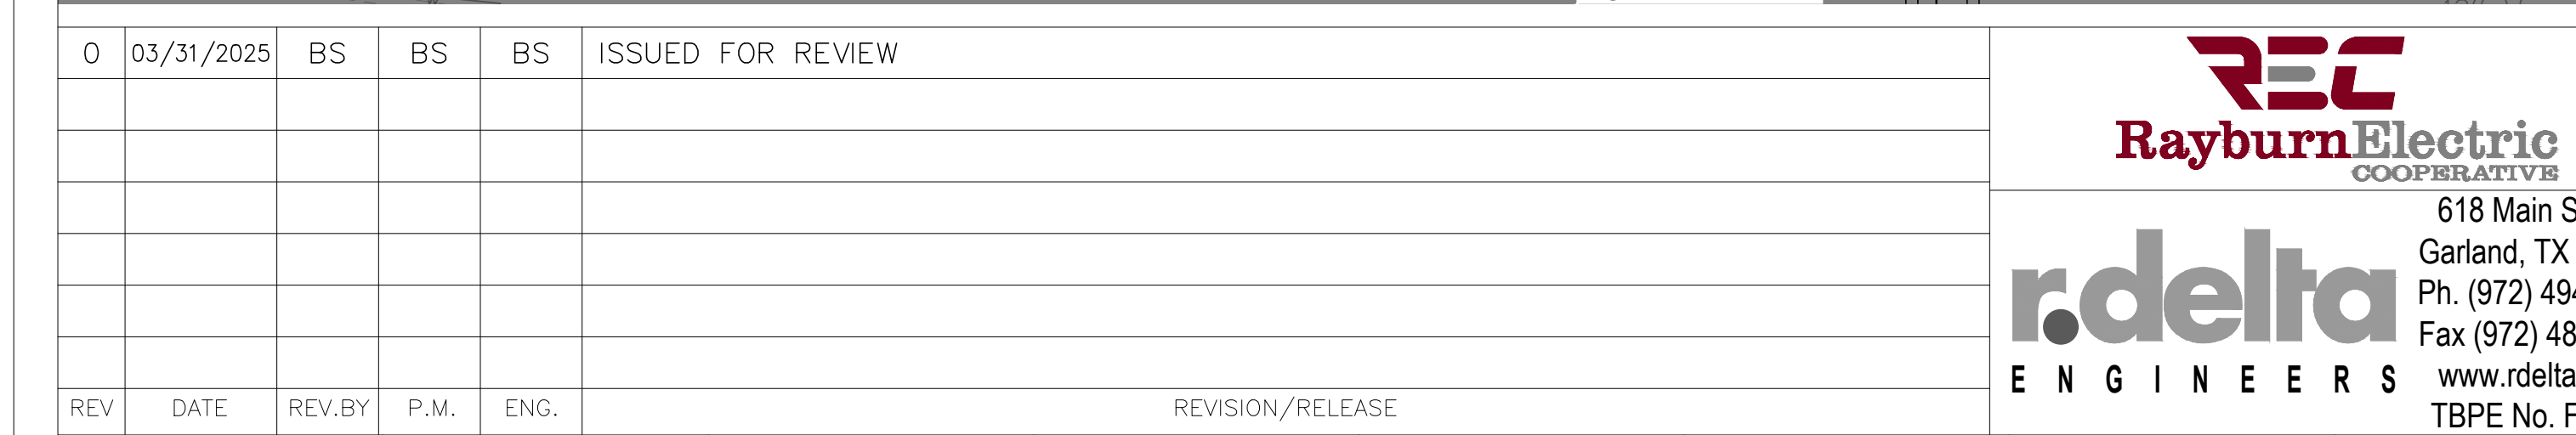 0 03/31/2025 BS BS BS ISSUED FOR REVIEW
REV DATE REV.BY P.M. ENG. REVISION/RELEASE
REC
RayburnElectric
COOPERATIVE
r.delta
ENGINEERS
618 Main
Garland, TX
Ph. (972) 494
Fax (972) 48
www.rdelta
TBPE No.